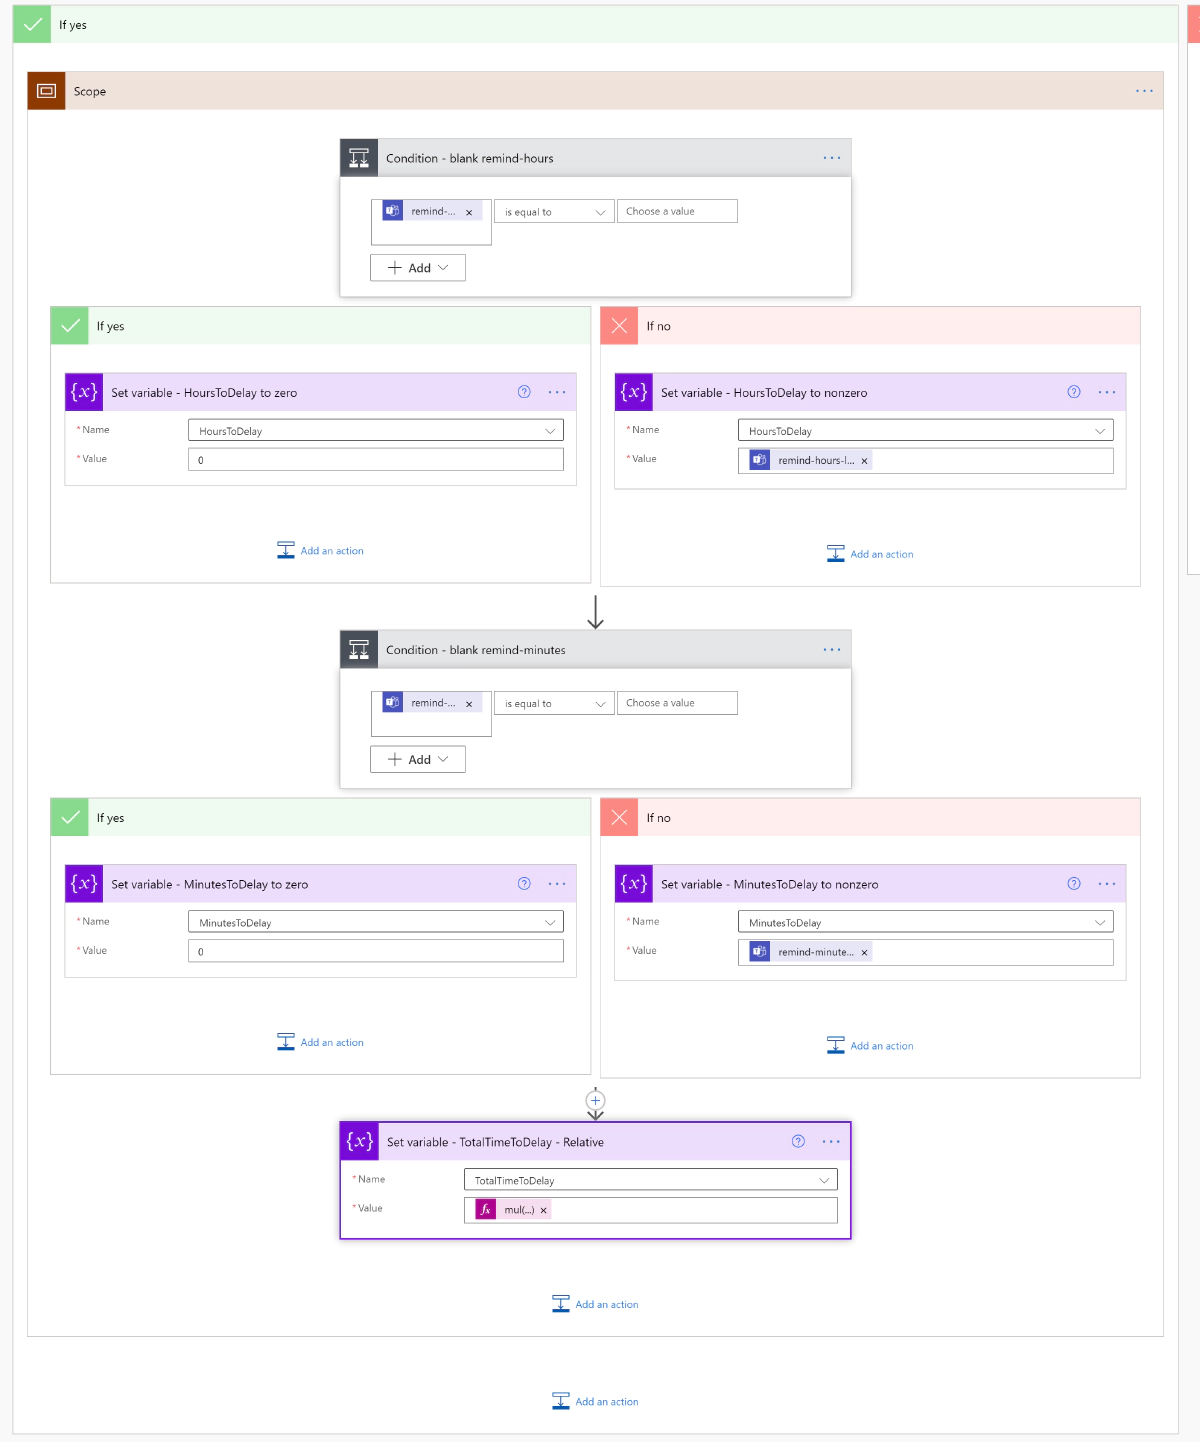 If yes
Scope
Condition - blank remind-hours
remind-... × is equal to Choose a value
Add
If yes
If no
Set variable - HoursToDelay to zero
Set variable - HoursToDelay to nonzero
* Name HoursToDelay
* Name HoursToDelay
* Value 0
* Value remind-hours-l... ×
Add an action
Add an action
Condition - blank remind-minutes
remind-... × is equal to Choose a value
Add
If yes
If no
{x} Set variable - MinutesToDelay to zero
{x} Set variable - MinutesToDelay to nonzero
* Name MinutesToDelay
* Name MinutesToDelay
* Value 0
* Value remind-minute... ×
Add an action
Add an action
{x} Set variable - TotalTimeToDelay - Relative
* Name TotalTimeToDelay
* Value fx mul(...) ×
Add an action
Add an action